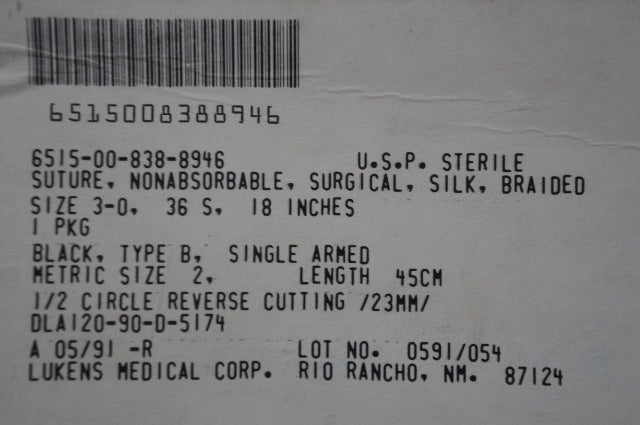 6515008388946
6515-00-838-8946 U.S.P. STERILE
SUTURE, NONABSORBABLE, SURGICAL, SILK, BRAIDED
SIZE 3-0, 36 S, 18 INCHES
1 PKG
BLACK, TYPE B, SINGLE ARMED
METRIC SIZE 2, LENGTH 45CM
1/2 CIRCLE REVERSE CUTTING /23MM/
DLA120-90-D-5174
A 05/91 -R LOT NO. 0591/054
LUKENS MEDICAL CORP. RIO RANCHO, NM. 87124